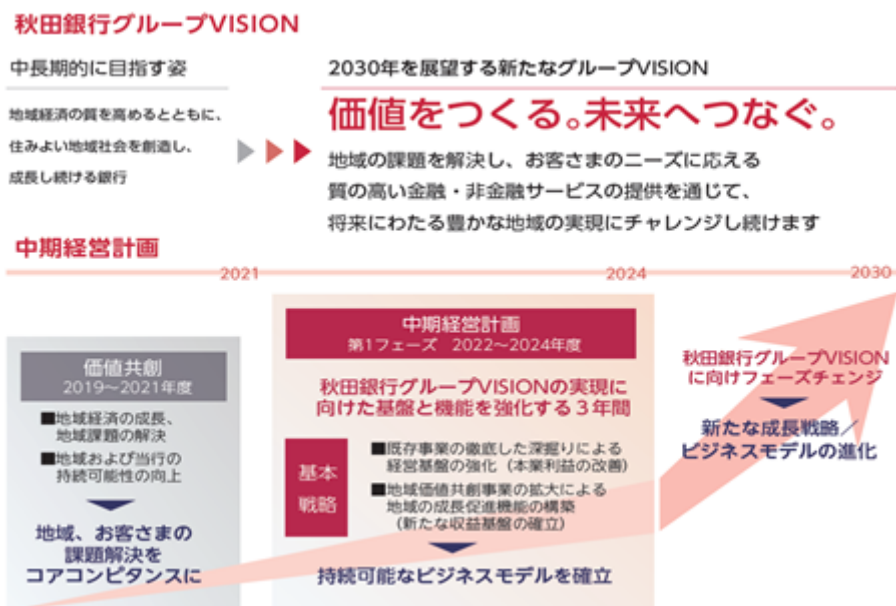 秋田銀行グループVISION
中長期的に目指す姿
地域経済の質を高めるとともに、
住みよい地域社会を創造し、
成長し続ける銀行
2030年を展望する新たなグループVISION
価値をつくる。未来へつなぐ。
地域の課題を解決し、お客さまのニーズに応える
質の高い金融・非金融サービスの提供を通じて、
将来にわたる豊かな地域の実現にチャレンジし続けます
中期経営計画
2021
2024
2030
価値共創
2019～2021年度
■地域経済の成長、
地域課題の解決
■地域および当行の
持続可能性の向上
地域、お客さまの
課題解決を
コアコンピタンスに
中期経営計画
第1フェーズ 2022～2024年度
秋田銀行グループVISIONの実現に
向けた基盤と機能を強化する３年間
基本
戦略
■既存事業の徹底した深掘りによる
経営基盤の強化（本業利益の改善）
■地域価値共創事業の拡大による
地域の成長促進機能の構築
（新たな収益基盤の確立）
持続可能なビジネスモデルを確立
秋田銀行グループVISION
に向けフェーズチェンジ
新たな成長戦略／
ビジネスモデルの進化